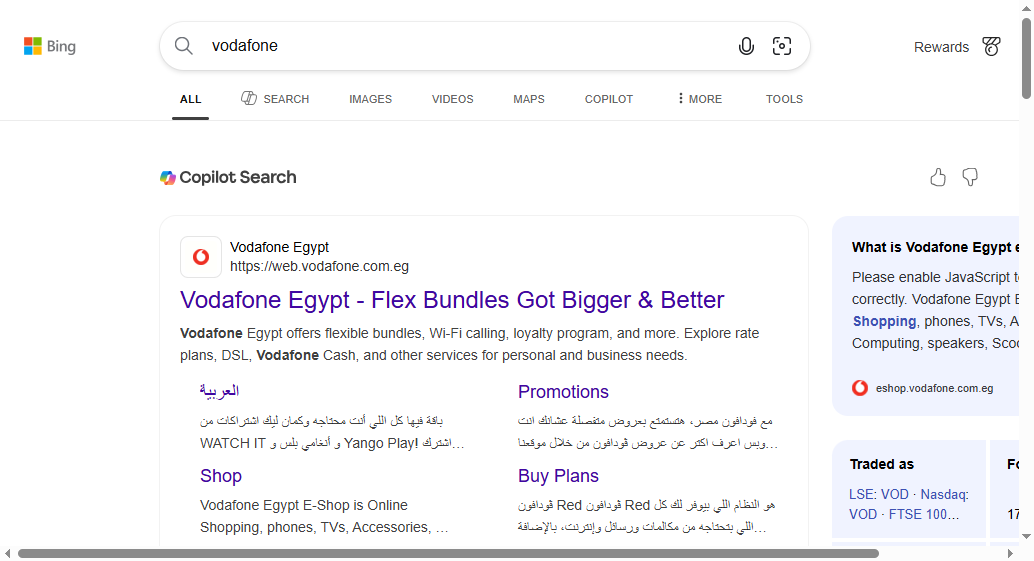 Bing
vodafone
Rewards
ALL
SEARCH
IMAGES
VIDEOS
MAPS
COPILOT
MORE
TOOLS
Copilot Search
Vodafone Egypt
https://web.vodafone.com.eg
Vodafone Egypt - Flex Bundles Got Bigger & Better
Vodafone Egypt offers flexible bundles, Wi-Fi calling, loyalty program, and more. Explore rate
plans, DSL, Vodafone Cash, and other services for personal and business needs.
العربية
باقة فيها كل اللي أنت محتاجه وكمان ليك اشتراكات من
WATCH IT و أنغامي بلس و Yango Play! اشترك…
Promotions
مع فودافون مصر، هتستمتع بعروض متفصلة عشانك انت
وبس اعرف اكتر عن عروض ڤودافون من خلال موقعنا…
Shop
Vodafone Egypt E-Shop is Online
Shopping, phones, TVs, Accessories, …
Buy Plans
هو النظام اللي بيوفر لك كل Red ڤودافون Red ڤودافون
اللي بتحتاجه من مكالمات ورسائل وإنترنت، بالإضافة…
What is Vodafone Egypt
Please enable JavaScript
correctly. Vodafone Egypt
Shopping, phones, TVs,
Computing, speakers,
eshop.vodafone.com.eg
Traded as
LSE: VOD · Nasdaq:
VOD · FTSE 100…